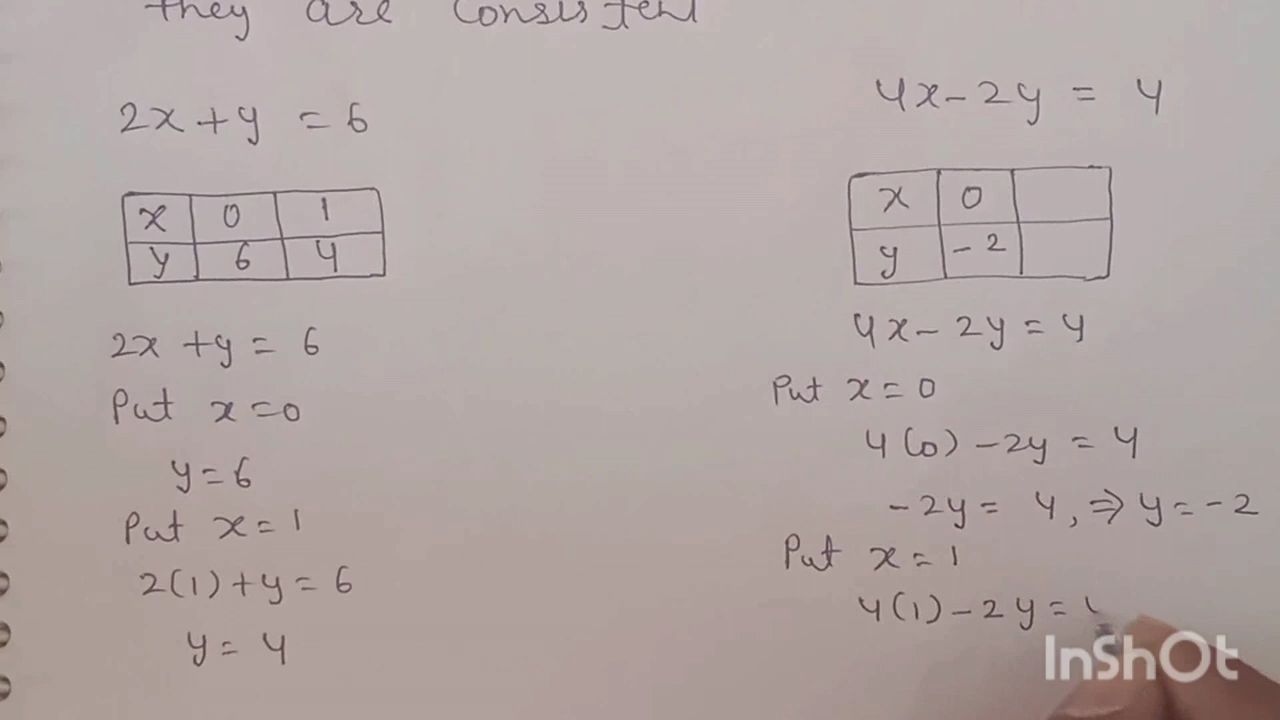 they are consistent
2x + y = 6
x 0 1
y 6 4
2x + y = 6
Put x = 0
y = 6
Put x = 1
2(1) + y = 6
y = 4
4x - 2y = 4
x 0
y -2
4x - 2y = 4
Put x = 0
4(0) - 2y = 4
-2y = 4, ⇒ y = -2
Put x = 1
4(1) - 2y =
InShOt